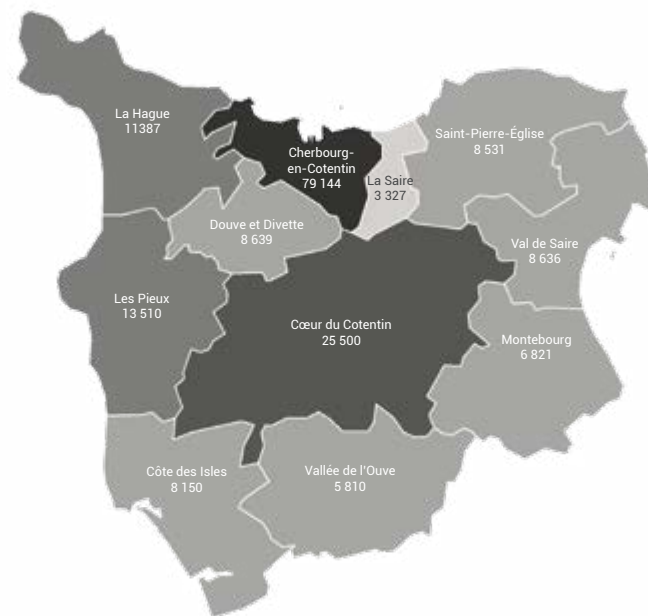 La Hague
11387
Cherbourg-
en-Cotentin
79 144
La Saire
3 327
Saint-Pierre-Église
8 531
Douve et Divette
8 639
Val de Saire
8 636
Les Pieux
13 510
Cœur du Cotentin
25 500
Montebourg
6 821
Côte des Isles
8 150
Vallée de l'Ouve
5 810